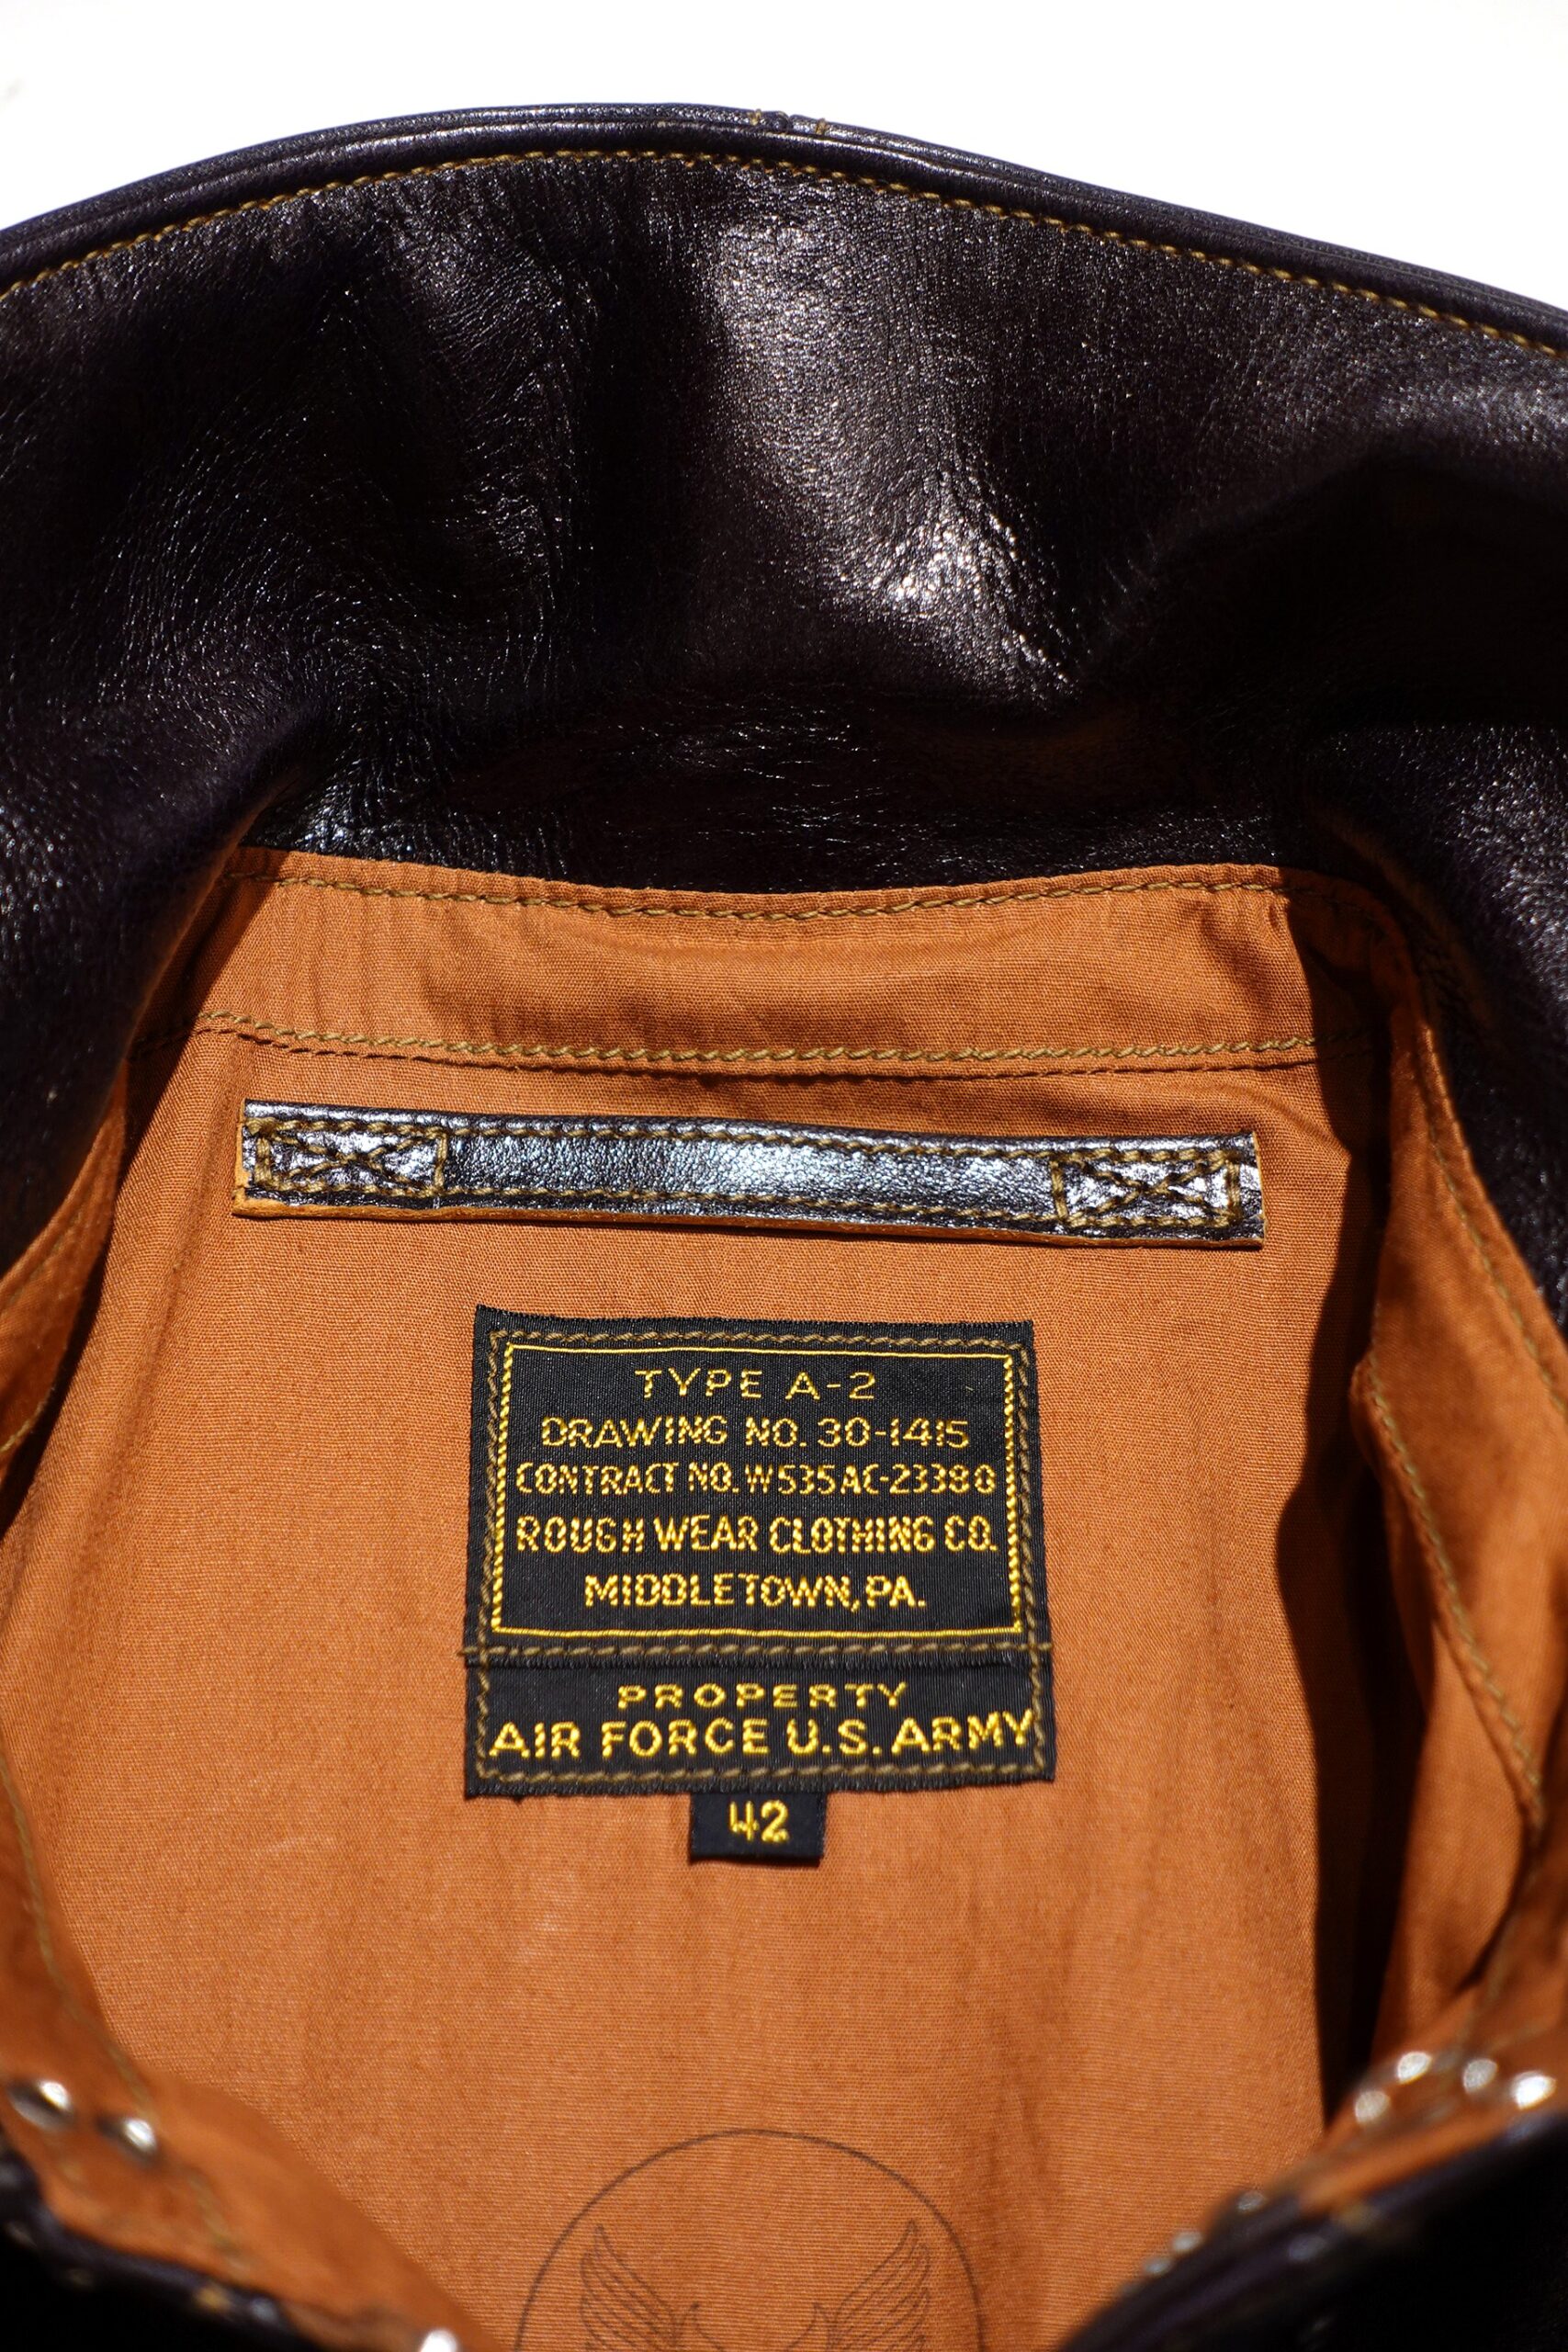 TYPE A-2
DRAWING NO. 30-1415
CONTRACT NO. W535AC-23380
ROUGH WEAR CLOTHING CO.
MIDDLETOWN, PA.
PROPERTY
AIR FORCE U.S. ARMY
42